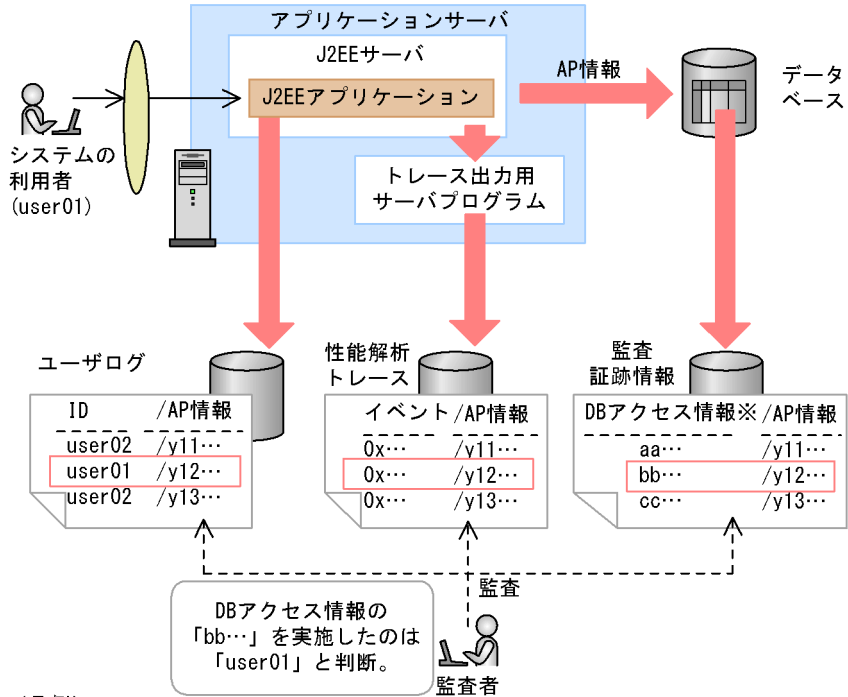 アプリケーションサーバ
J2EEサーバ
J2EEアプリケーション
AP情報
データ
ベース
システムの
利用者
(user01)
トレース出力用
サーバプログラム
ユーザログ
性能解析
トレース
監査
証跡情報
ID /AP情報
user02 /y11…
user01 /y12…
user02 /y13…
イベント/AP情報
0x… /y11…
0x… /y12…
0x… /y13…
DBアクセス情報※/AP情報
aa… /y11…
bb… /y12…
cc… /y13…
監査
DBアクセス情報の
「bb…」を実施したのは
「user01」と判断。
監査者